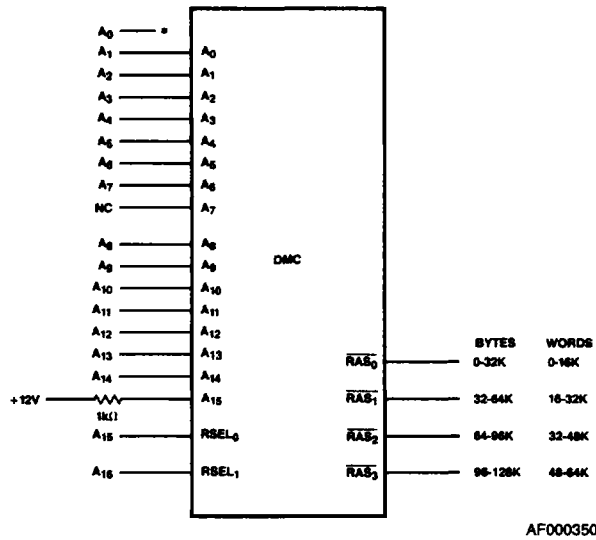 A0 *
A1 A0
A2 A1
A3 A2
A4 A3
A5 A4
A6 A5
A7 A6
NC A7
A8 A8
A9 A9
A10 A10
A11 A11
A12 A12
A13 A13
A14 A14
+12V 1kΩ A15
A15 RSEL0
A16 RSEL1
DMC
BYTES WORDS
RAS0 0-32K 0-16K
RAS1 32-64K 16-32K
RAS2 64-96K 32-48K
RAS3 96-128K 48-64K
AF000350